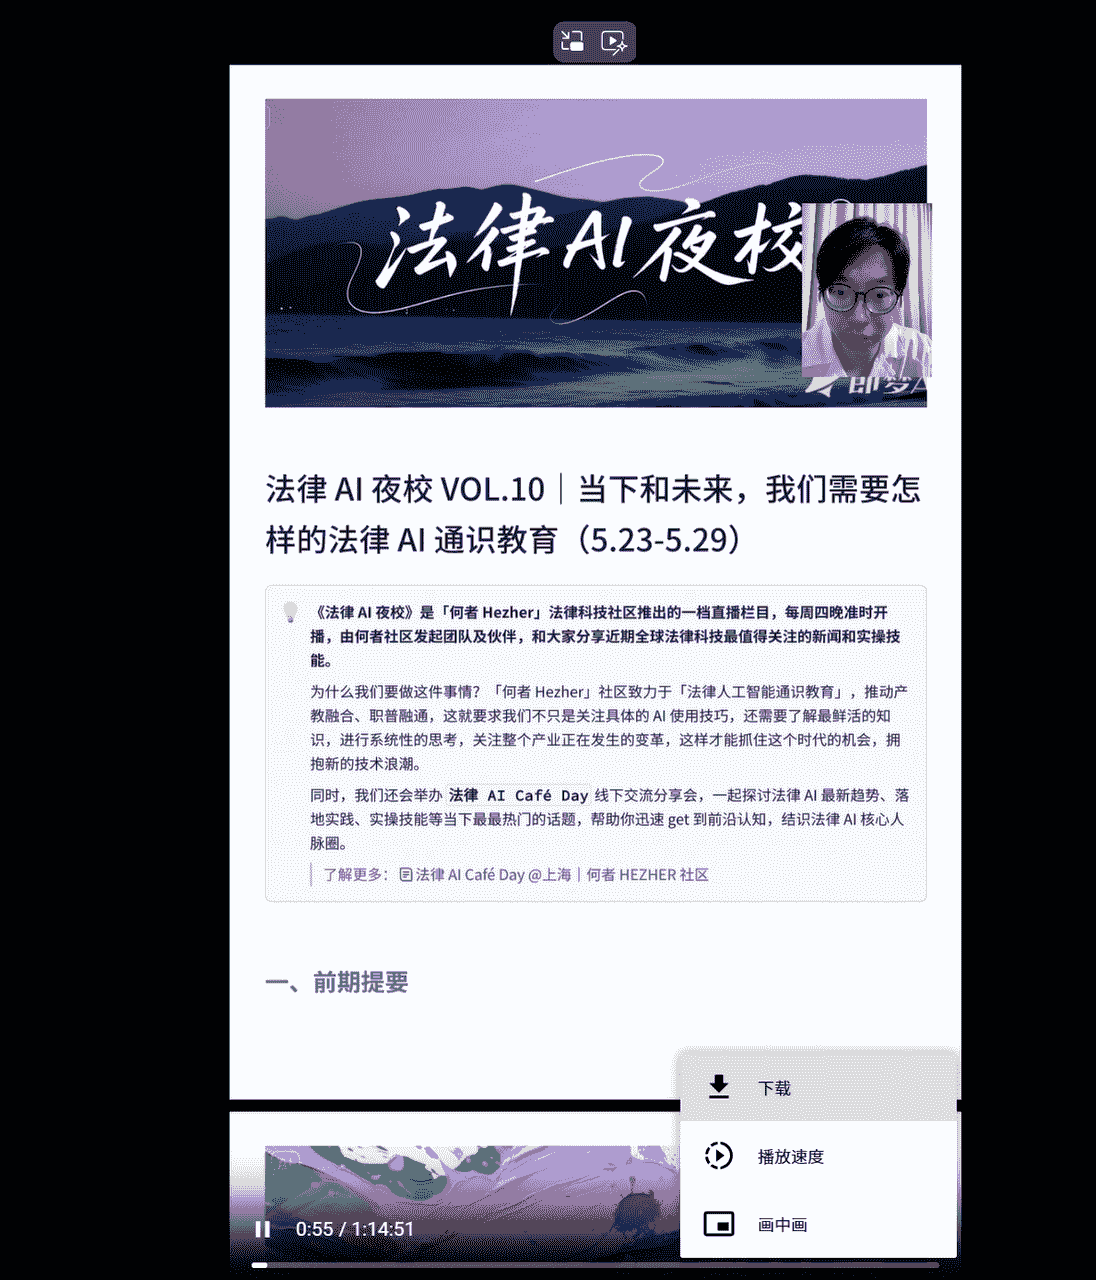 法律AI夜校
即梦A
法律 AI 夜校 VOL.10｜当下和未来，我们需要怎
样的法律 AI 通识教育（5.23-5.29）
《法律 AI 夜校》是「何者 Hezher」法律科技社区推出的一档直播栏目，每周四晚准时开
播，由何者社区发起团队及伙伴，和大家分享近期全球法律科技最值得关注的新闻和实操技
能。
为什么我们要做这件事情？「何者 Hezher」社区致力于「法律人工智能通识教育」，推动产
教融合、职普融通，这就要求我们不只是关注具体的 AI 使用技巧，还需要了解最鲜活的知
识，进行系统性的思考，关注整个产业正在发生的变革，这样才能抓住这个时代的机会，拥
抱新的技术浪潮。
同时，我们还会举办 法律 AI Café Day 线下交流分享会，一起探讨法律 AI 最新趋势、落
地实践、实操技能等当下最最热门的话题，帮助你迅速 get 到前沿认知，结识法律 AI 核心人
脉圈。
了解更多：法律 AI Café Day @上海｜何者 HEZHER 社区
一、前期提要
下载
播放速度
画中画
0:55 / 1:14:51